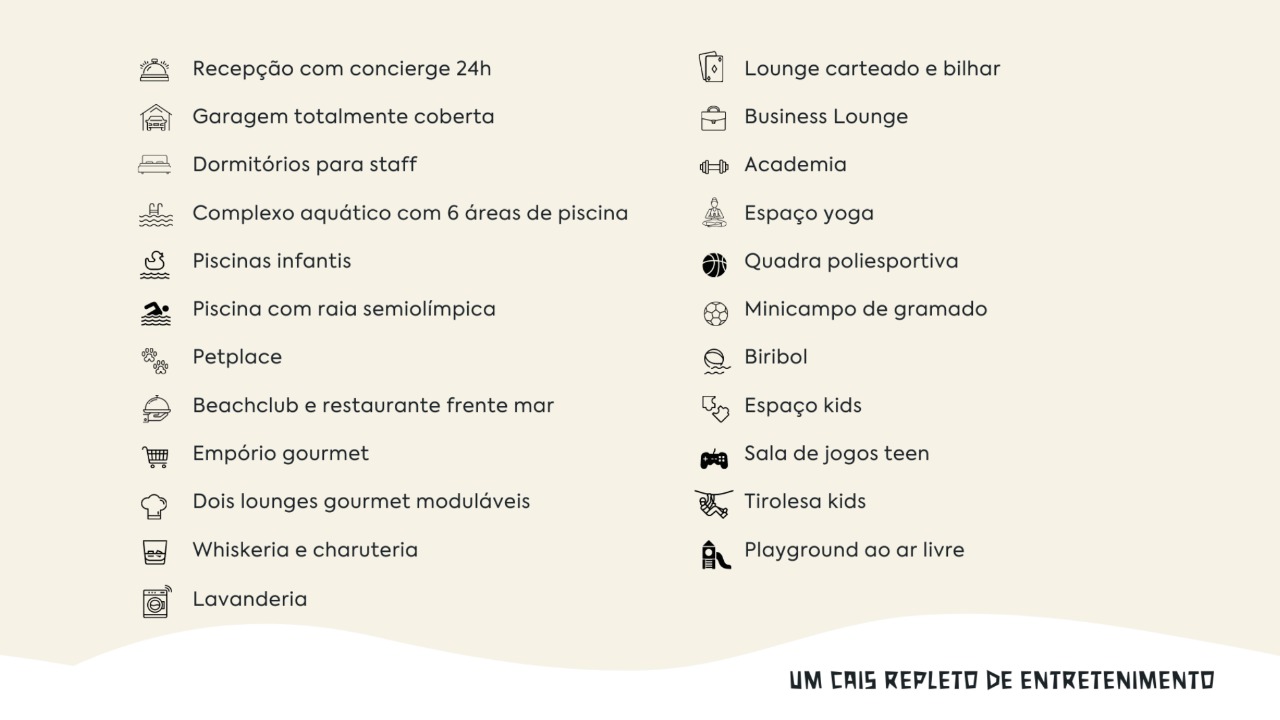 Recepção com concierge 24h
Garagem totalmente coberta
Dormitórios para staff
Complexo aquático com 6 áreas de piscina
Piscinas infantis
Piscina com raia semiolímpica
Petplace
Beachclub e restaurante frente mar
Empório gourmet
Dois lounges gourmet moduláveis
Whiskeria e charuteria
Lavanderia
Lounge carteado e bilhar
Business Lounge
Academia
Espaço yoga
Quadra poliesportiva
Minicampo de gramado
Biribol
Espaço kids
Sala de jogos teen
Tirolesa kids
Playground ao ar livre
UM CAIS REPLETO DE ENTRETENIMENTO